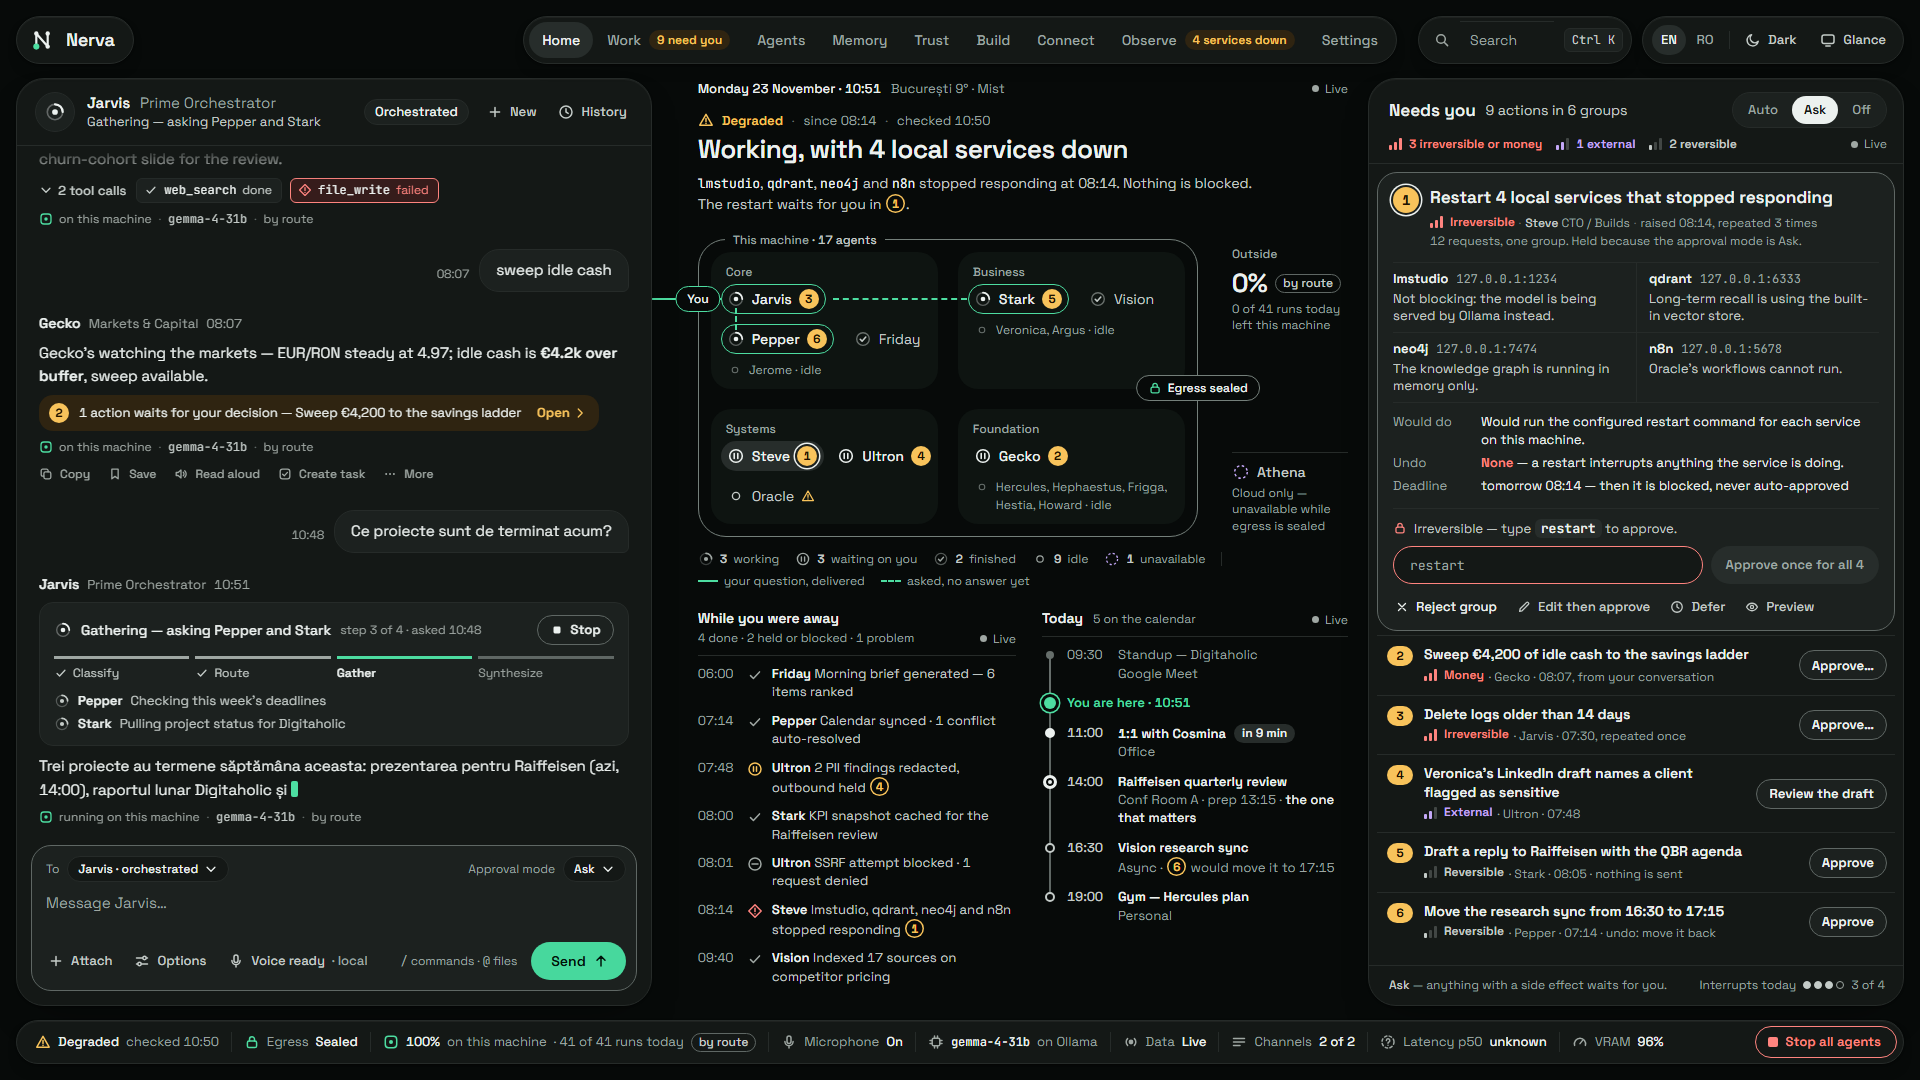 Nerva
Home Work 9 need you Agents Memory Trust Build Connect Observe 4 services down Settings
Search Ctrl K
EN RO Dark Glance
Jarvis Prime Orchestrator
Gathering — asking Pepper and Stark
Orchestrated New History
churn-cohort slide for the review.
2 tool calls web_search done file_write failed
on this machine · gemma-4-31b · by route
08:07 sweep idle cash
Gecko Markets & Capital 08:07
Gecko's watching the markets — EUR/RON steady at 4.97; idle cash is €4.2k over
buffer, sweep available.
2 1 action waits for your decision — Sweep €4,200 to the savings ladder Open
on this machine · gemma-4-31b · by route
Copy Save Read aloud Create task More
10:48 Ce proiecte sunt de terminat acum?
Jarvis Prime Orchestrator 10:51
Gathering — asking Pepper and Stark step 3 of 4 · asked 10:48 Stop
Classify Route Gather Synthesize
Pepper Checking this week's deadlines
Stark Pulling project status for Digitaholic
Trei proiecte au termene săptămâna aceasta: prezentarea pentru Raiffeisen (azi,
14:00), raportul lunar Digitaholic și
running on this machine · gemma-4-31b · by route
To Jarvis · orchestrated Approval mode Ask
Message Jarvis…
Attach Options Voice ready · local / commands · @ files Send
Monday 23 November · 10:51 București 9° · Mist Live
Degraded · since 08:14 · checked 10:50
Working, with 4 local services down
lmstudio, qdrant, neo4j and n8n stopped responding at 08:14. Nothing is blocked.
The restart waits for you in 1.
This machine · 17 agents
You
Core
Jarvis 3
Pepper 6 Friday
Jerome · idle
Business
Stark 5 Vision
Veronica, Argus · idle
Egress sealed
Systems
Steve 1 Ultron 4
Oracle
Foundation
Gecko 2
Hercules, Hephaestus, Frigga,
Hestia, Howard · idle
Outside
0% by route
0 of 41 runs today
left this machine
Athena
Cloud only —
unavailable while
egress is sealed
3 working 3 waiting on you 2 finished 9 idle 1 unavailable
your question, delivered asked, no answer yet
While you were away
4 done · 2 held or blocked · 1 problem Live
06:00 Friday Morning brief generated — 6
items ranked
07:14 Pepper Calendar synced · 1 conflict
auto-resolved
07:48 Ultron 2 PII findings redacted,
outbound held 4
08:00 Stark KPI snapshot cached for the
Raiffeisen review
08:01 Ultron SSRF attempt blocked · 1
request denied
08:14 Steve lmstudio, qdrant, neo4j and n8n
stopped responding 1
09:40 Vision Indexed 17 sources on
competitor pricing
Today 5 on the calendar Live
09:30 Standup — Digitaholic
Google Meet
You are here · 10:51
11:00 1:1 with Cosmina in 9 min
Office
14:00 Raiffeisen quarterly review
Conf Room A · prep 13:15 · the one
that matters
16:30 Vision research sync
Async · 6 would move it to 17:15
19:00 Gym — Hercules plan
Personal
Needs you 9 actions in 6 groups Auto Ask Off
3 irreversible or money 1 external 2 reversible Live
1 Restart 4 local services that stopped responding
Irreversible · Steve CTO / Builds · raised 08:14, repeated 3 times
12 requests, one group. Held because the approval mode is Ask.
lmstudio 127.0.0.1:1234
Not blocking: the model is being
served by Ollama instead.
qdrant 127.0.0.1:6333
Long-term recall is using the built-
in vector store.
neo4j 127.0.0.1:7474
The knowledge graph is running in
memory only.
n8n 127.0.0.1:5678
Oracle's workflows cannot run.
Would do Would run the configured restart command for each service
on this machine.
Undo None — a restart interrupts anything the service is doing.
Deadline tomorrow 08:14 — then it is blocked, never auto-approved
Irreversible — type restart to approve.
restart Approve once for all 4
Reject group Edit then approve Defer Preview
2 Sweep €4,200 of idle cash to the savings ladder
Money · Gecko · 08:07, from your conversation
Approve…
3 Delete logs older than 14 days
Irreversible · Jarvis · 07:30, repeated once
Approve…
4 Veronica's LinkedIn draft names a client
flagged as sensitive
External · Ultron · 07:48
Review the draft
5 Draft a reply to Raiffeisen with the QBR agenda
Reversible · Stark · 08:05 · nothing is sent
Approve
6 Move the research sync from 16:30 to 17:15
Reversible · Pepper · 07:14 · undo: move it back
Approve
Ask — anything with a side effect waits for you. Interrupts today 3 of 4
Degraded checked 10:50 Egress Sealed 100% on this machine · 41 of 41 runs today by route Microphone On gemma-4-31b on Ollama Data Live Channels 2 of 2 Latency p50 unknown VRAM 96% Stop all agents